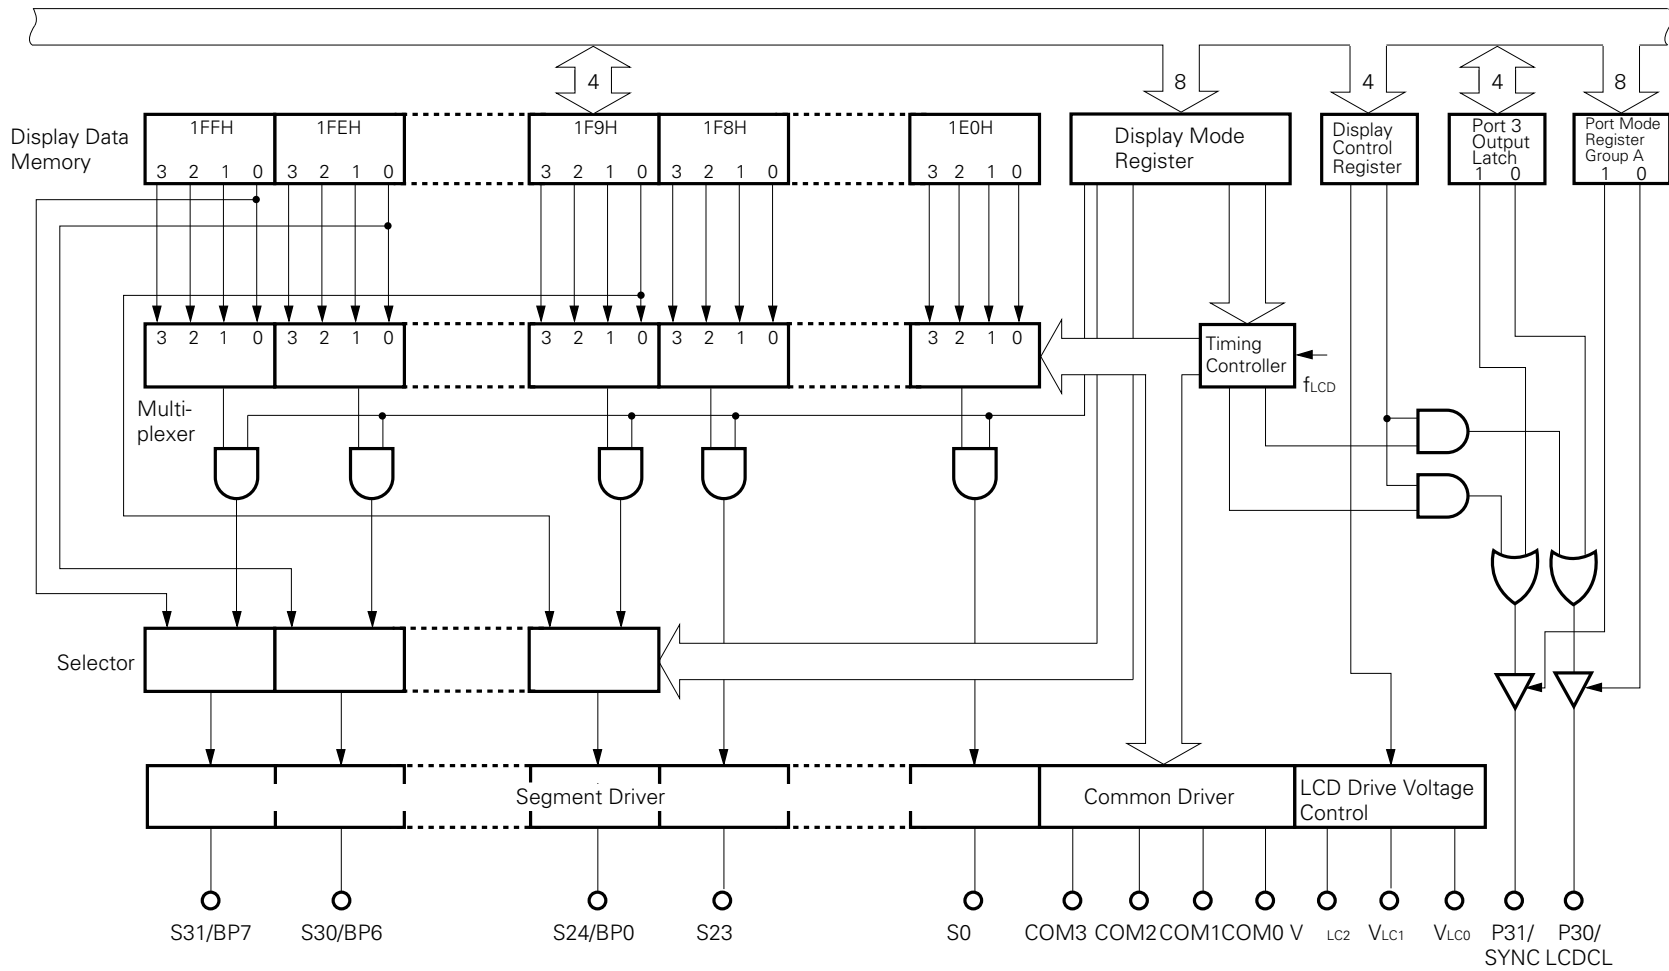 4 8 4 4 8
Display Data
Memory
1FFH 1FEH 1F9H 1F8H 1E0H
3 2 1 0 3 2 1 0 3 2 1 0 3 2 1 0 3 2 1 0
Display Mode
Register
Display
Control
Register
Port 3
Output
Latch
1 0
Port Mode
Register
Group A
1 0
3 2 1 0 3 2 1 0 3 2 1 0 3 2 1 0 3 2 1 0
Timing
Controller
fLCD
Multi-
plexer
Selector
Segment Driver
Common Driver
LCD Drive Voltage
Control
S31/BP7 S30/BP6 S24/BP0 S23 S0 COM3 COM2 COM1 COM0 V LC2 VLC1 VLC0 P31/ P30/
SYNC LCDCL